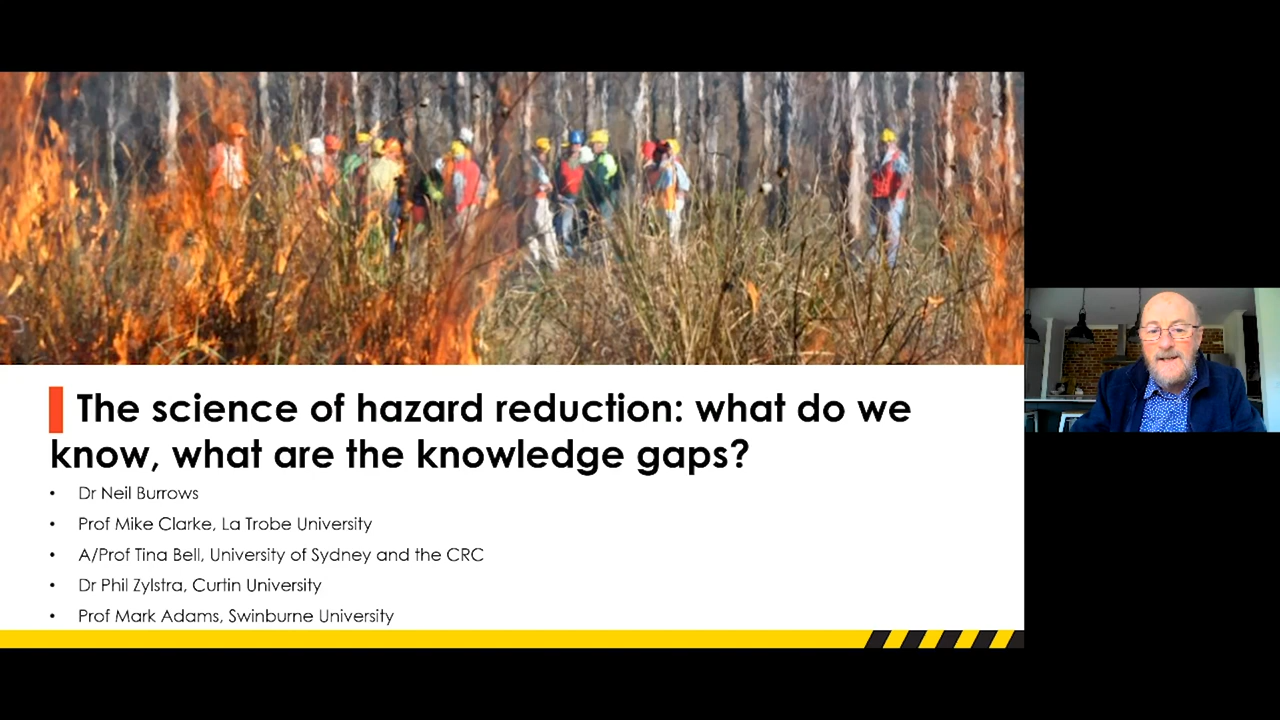 The science of hazard reduction: what do we
know, what are the knowledge gaps?
• Dr Neil Burrows
• Prof Mike Clarke, La Trobe University
• A/Prof Tina Bell, University of Sydney and the CRC
• Dr Phil Zylstra, Curtin University
• Prof Mark Adams, Swinburne University